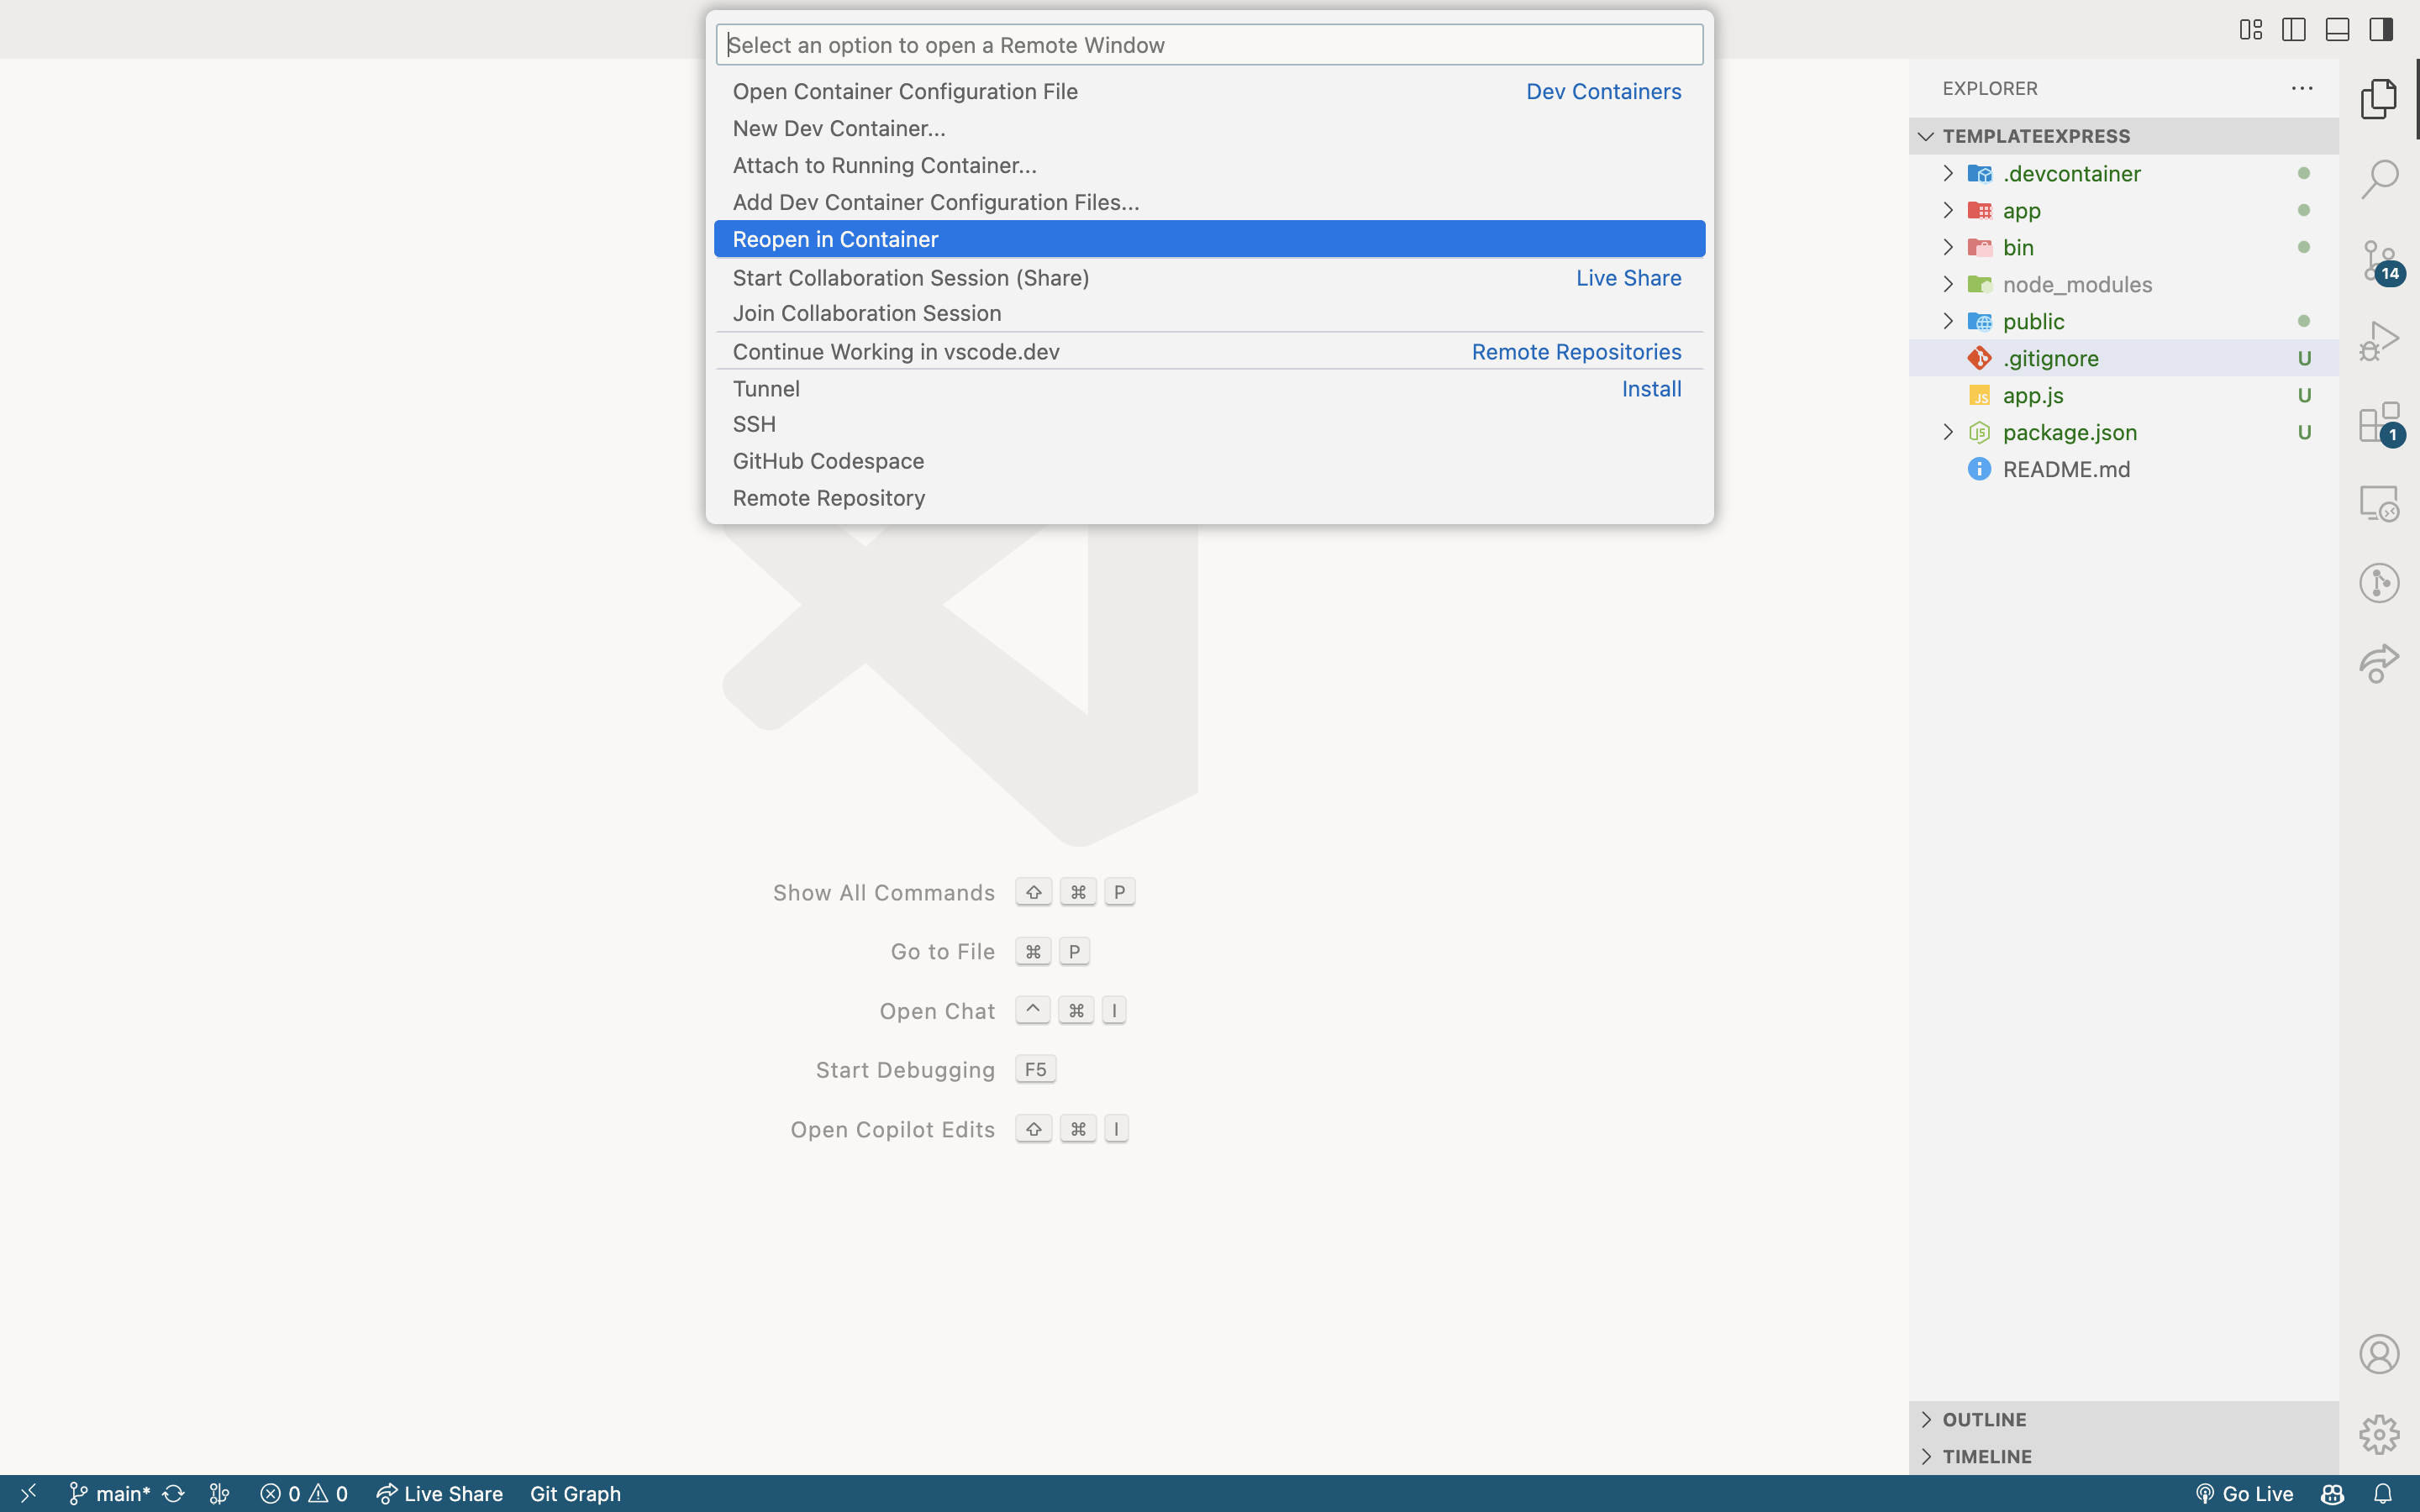 Select an option to open a Remote Window
Open Container Configuration File Dev Containers
New Dev Container...
Attach to Running Container...
Add Dev Container Configuration Files...
Reopen in Container
Start Collaboration Session (Share) Live Share
Join Collaboration Session
Continue Working in vscode.dev Remote Repositories
Tunnel Install
SSH
GitHub Codespace
Remote Repository
Show All Commands ⇧ ⌘ P
Go to File ⌘ P
Open Chat ^ ⌘ I
Start Debugging F5
Open Copilot Edits ⇧ ⌘ I
EXPLORER
TEMPLATEEXPRESS
.devcontainer
app
bin
node_modules
public
.gitignore U
app.js U
package.json U
README.md
OUTLINE
TIMELINE
14
1
main* 0 0 Live Share Git Graph Go Live